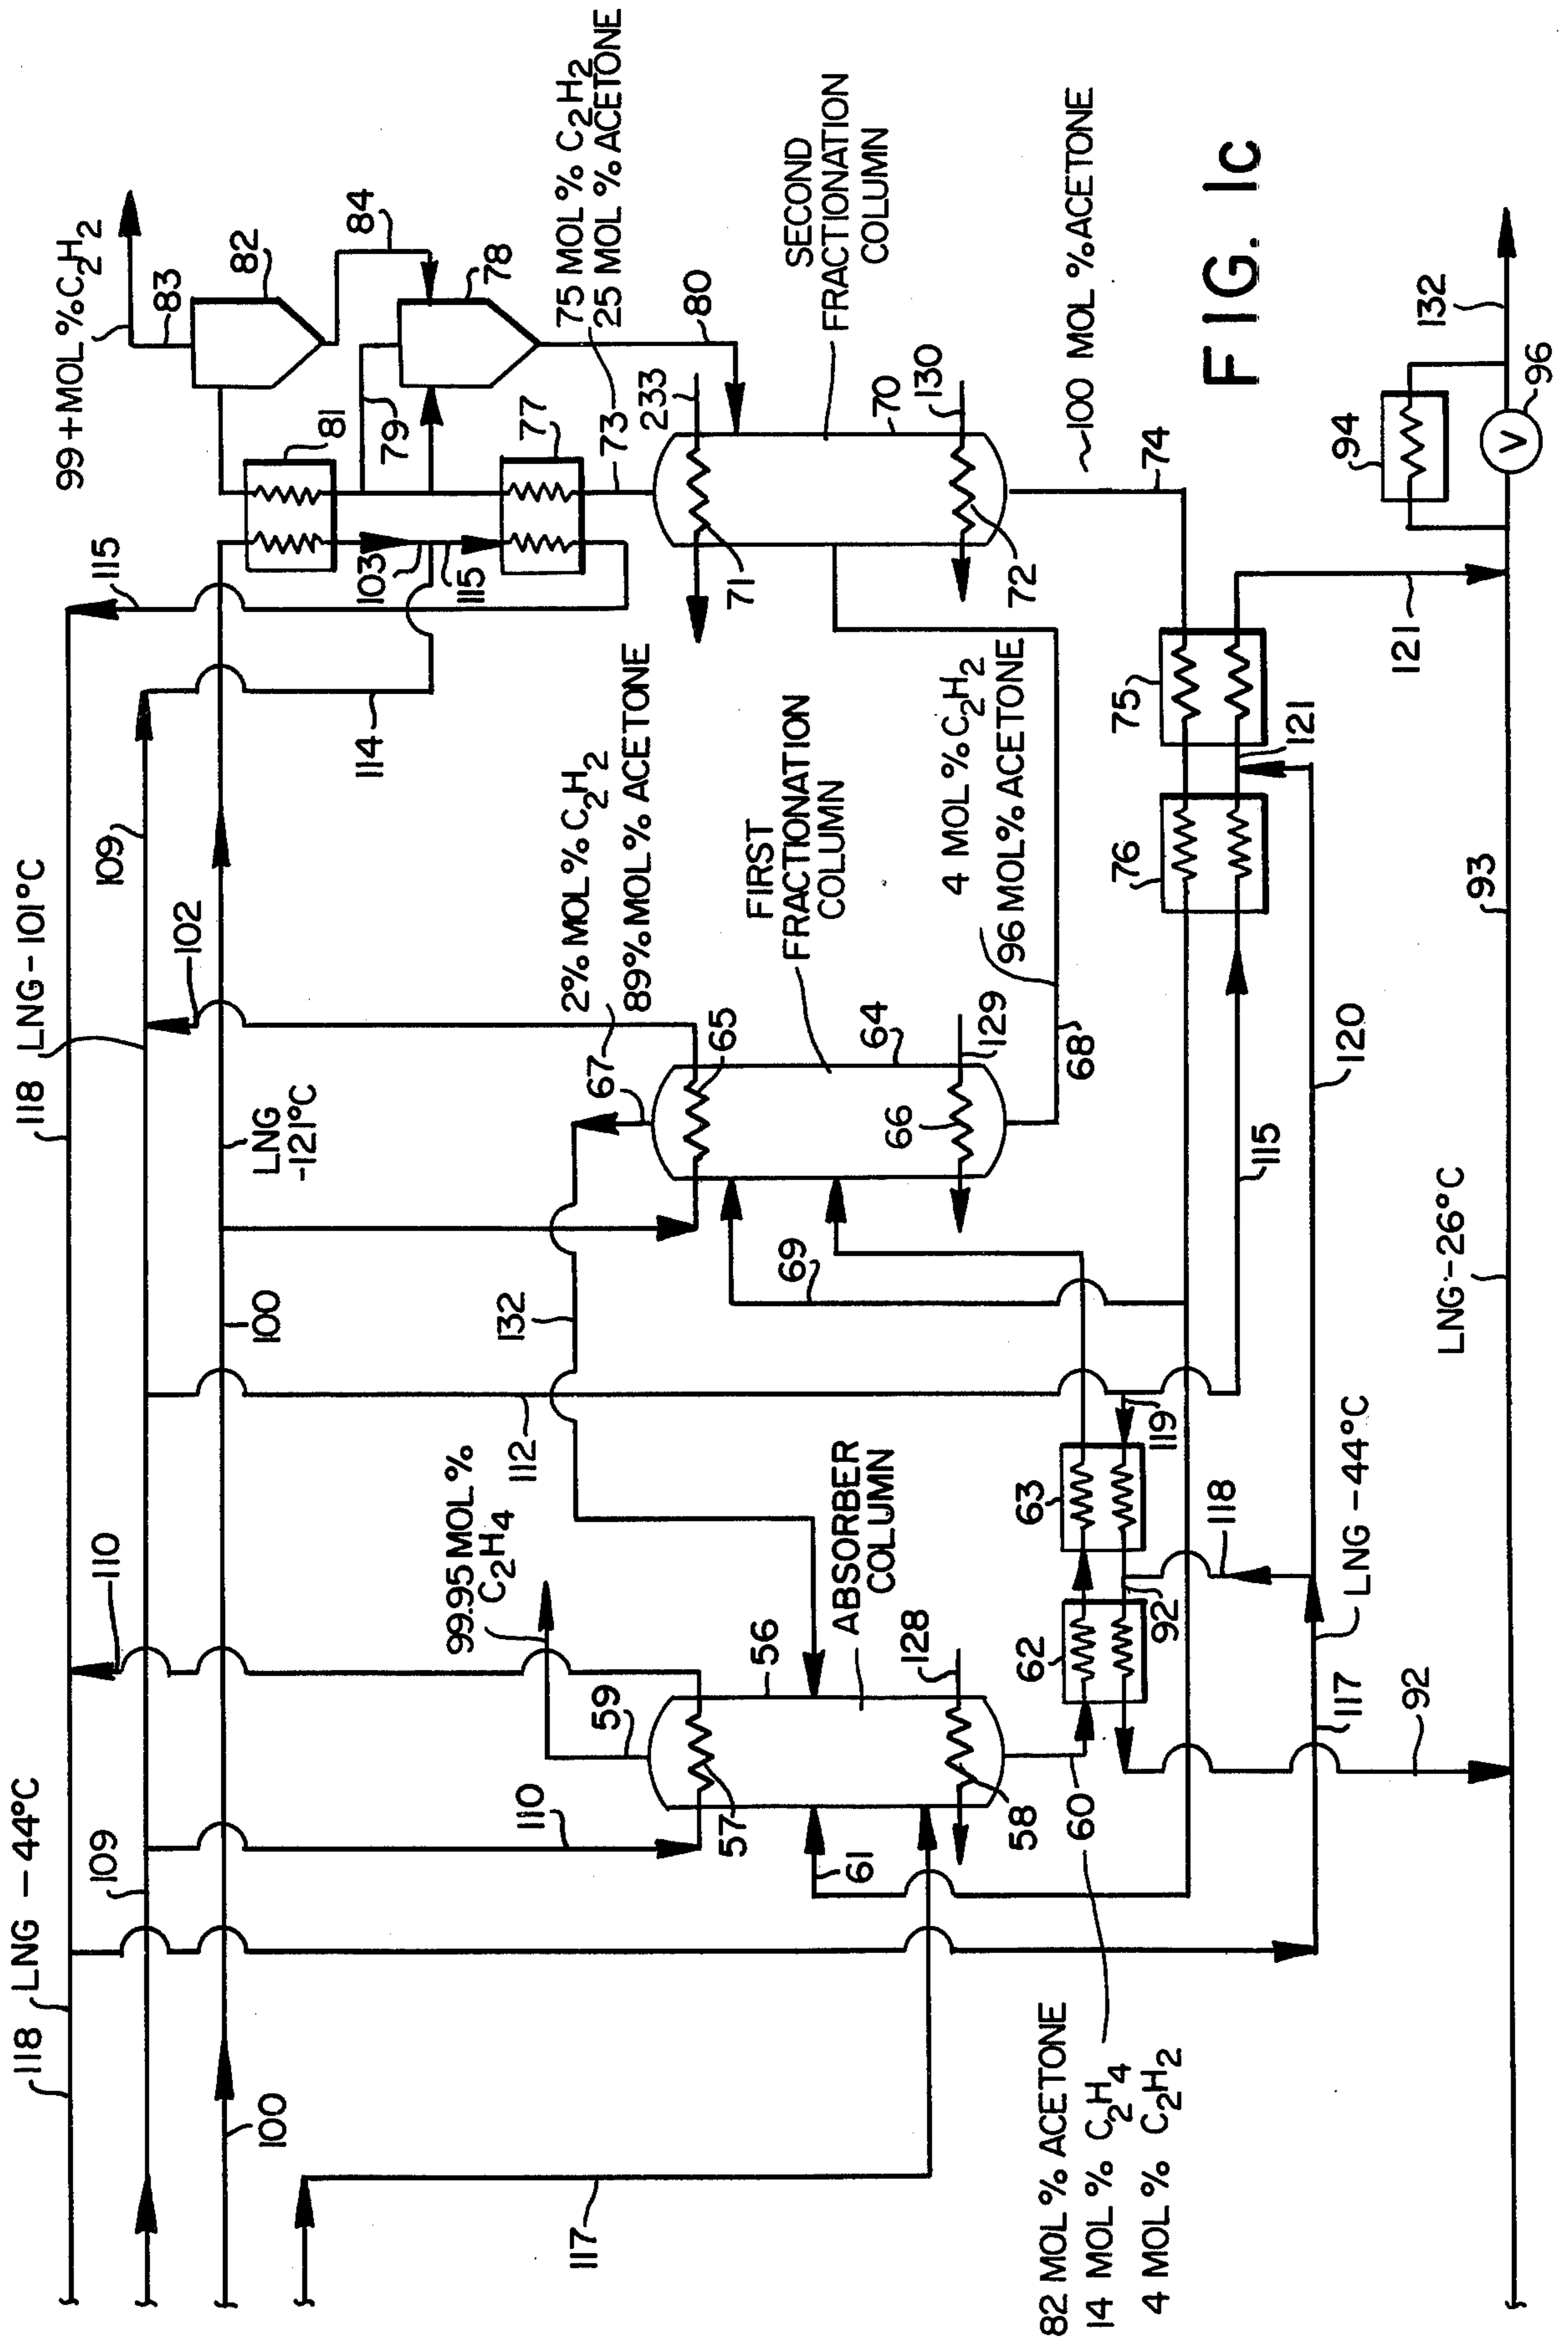 118 LNG -44°C
118 LNG -101°C
99+MOL %C2H2
109
110
109
115
83
102
82
100
100
LNG
-121°C
81
84
114
103
79
115
99.95 MOL %
C2H4
78
132
112
110
77
75 MOL % C2H2
25 MOL % ACETONE
117
2% MOL % C2H2
89% MOL % ACETONE
59
67
73
80
57
65
71
233
56
69
FIRST
FRACTIONATION
COLUMN
SECOND
FRACTIONATION
COLUMN
61
ABSORBER
COLUMN
64
70
128
66
129
130
58
72
4 MOL % C2H2
96 MOL % ACETONE
82 MOL % ACETONE
14 MOL % C2H4
4 MOL % C2H2
60
62
63
68
100 MOL % ACETONE
76
75
74
92
119
118
115
121
FIG. 1c
117
LNG -44°C
120
94
121
92
132
LNG -26°C
93
V
96